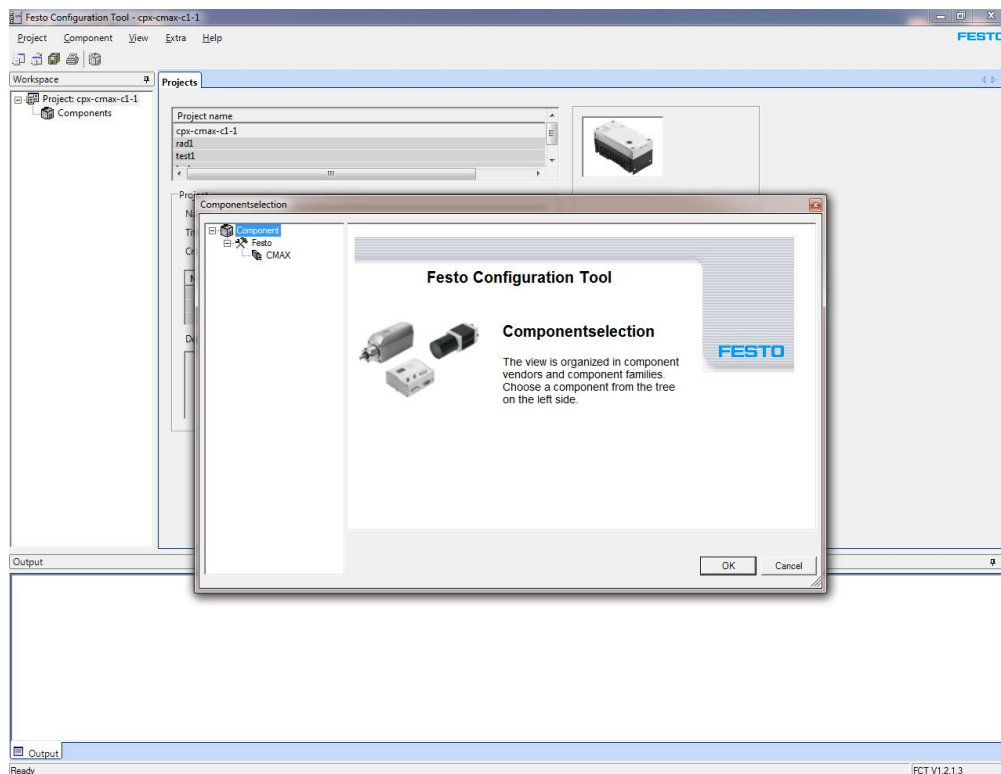 Festo Configuration Tool - cpx-cmax-c1-1
Project Component View Extra Help
FESTO
Workspace
Projects
Project: cpx-cmax-c1-1
Components
Project name
cpx-cmax-c1-1
rad1
test1
Componentselection
Component
Festo
CMAX
Festo Configuration Tool
Componentselection
The view is organized in component
vendors and component families.
Choose a component from the tree
on the left side.
FESTO
OK Cancel
Output
Output
Ready
FCT V1.2.1.3